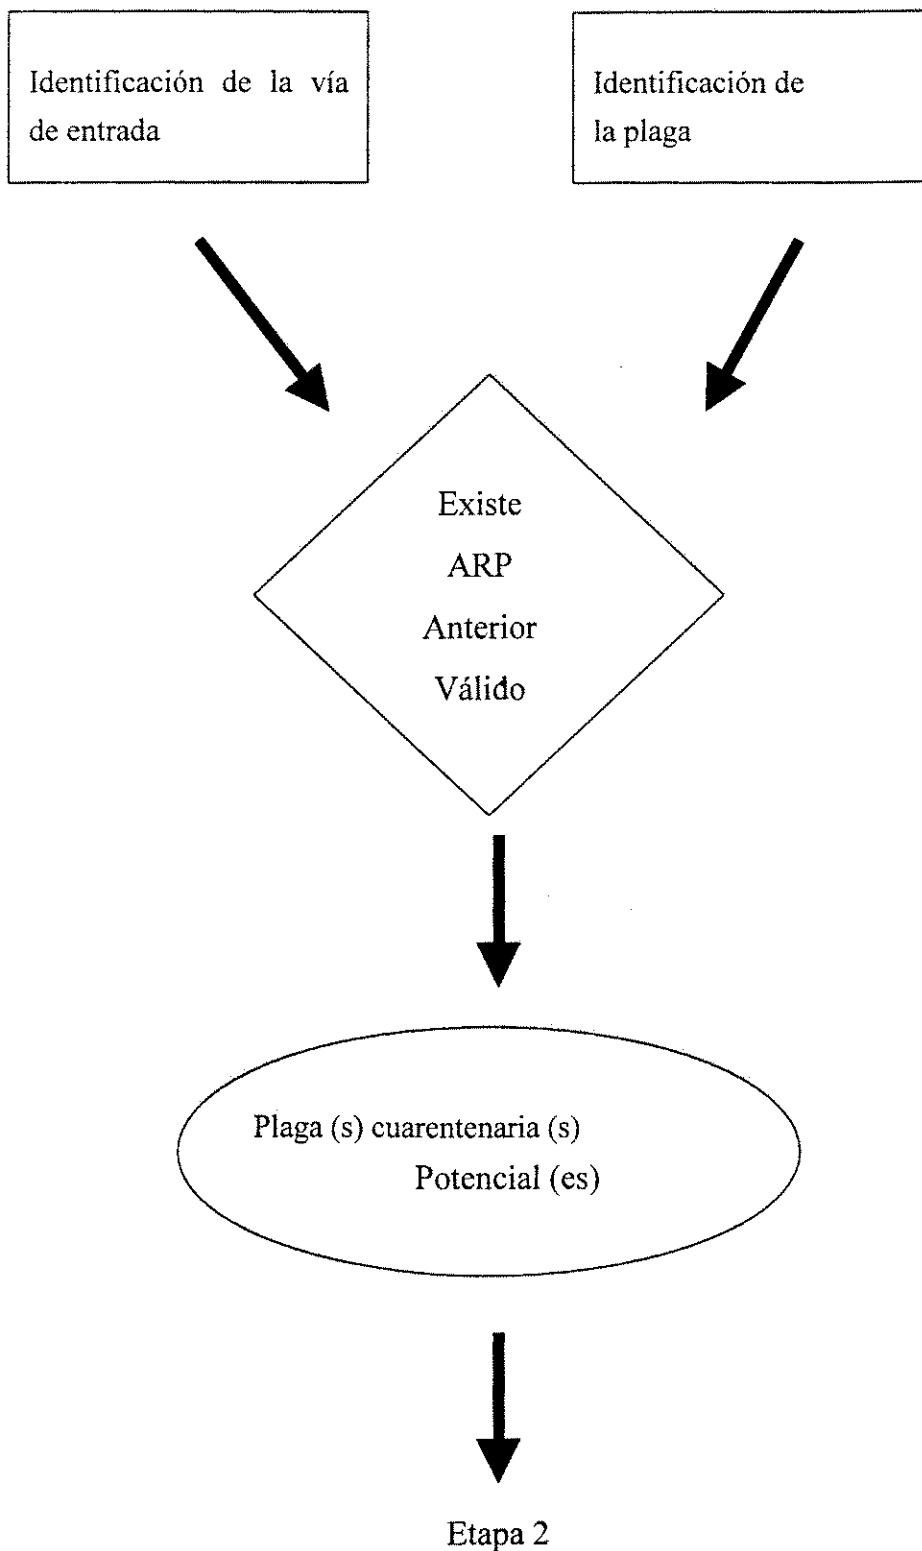 Identificación de la vía
de entrada
Identificación de
la plaga
Existe
ARP
Anterior
Válido
Plaga (s) cuarentenaria (s)
Potencial (es)
Etapa 2